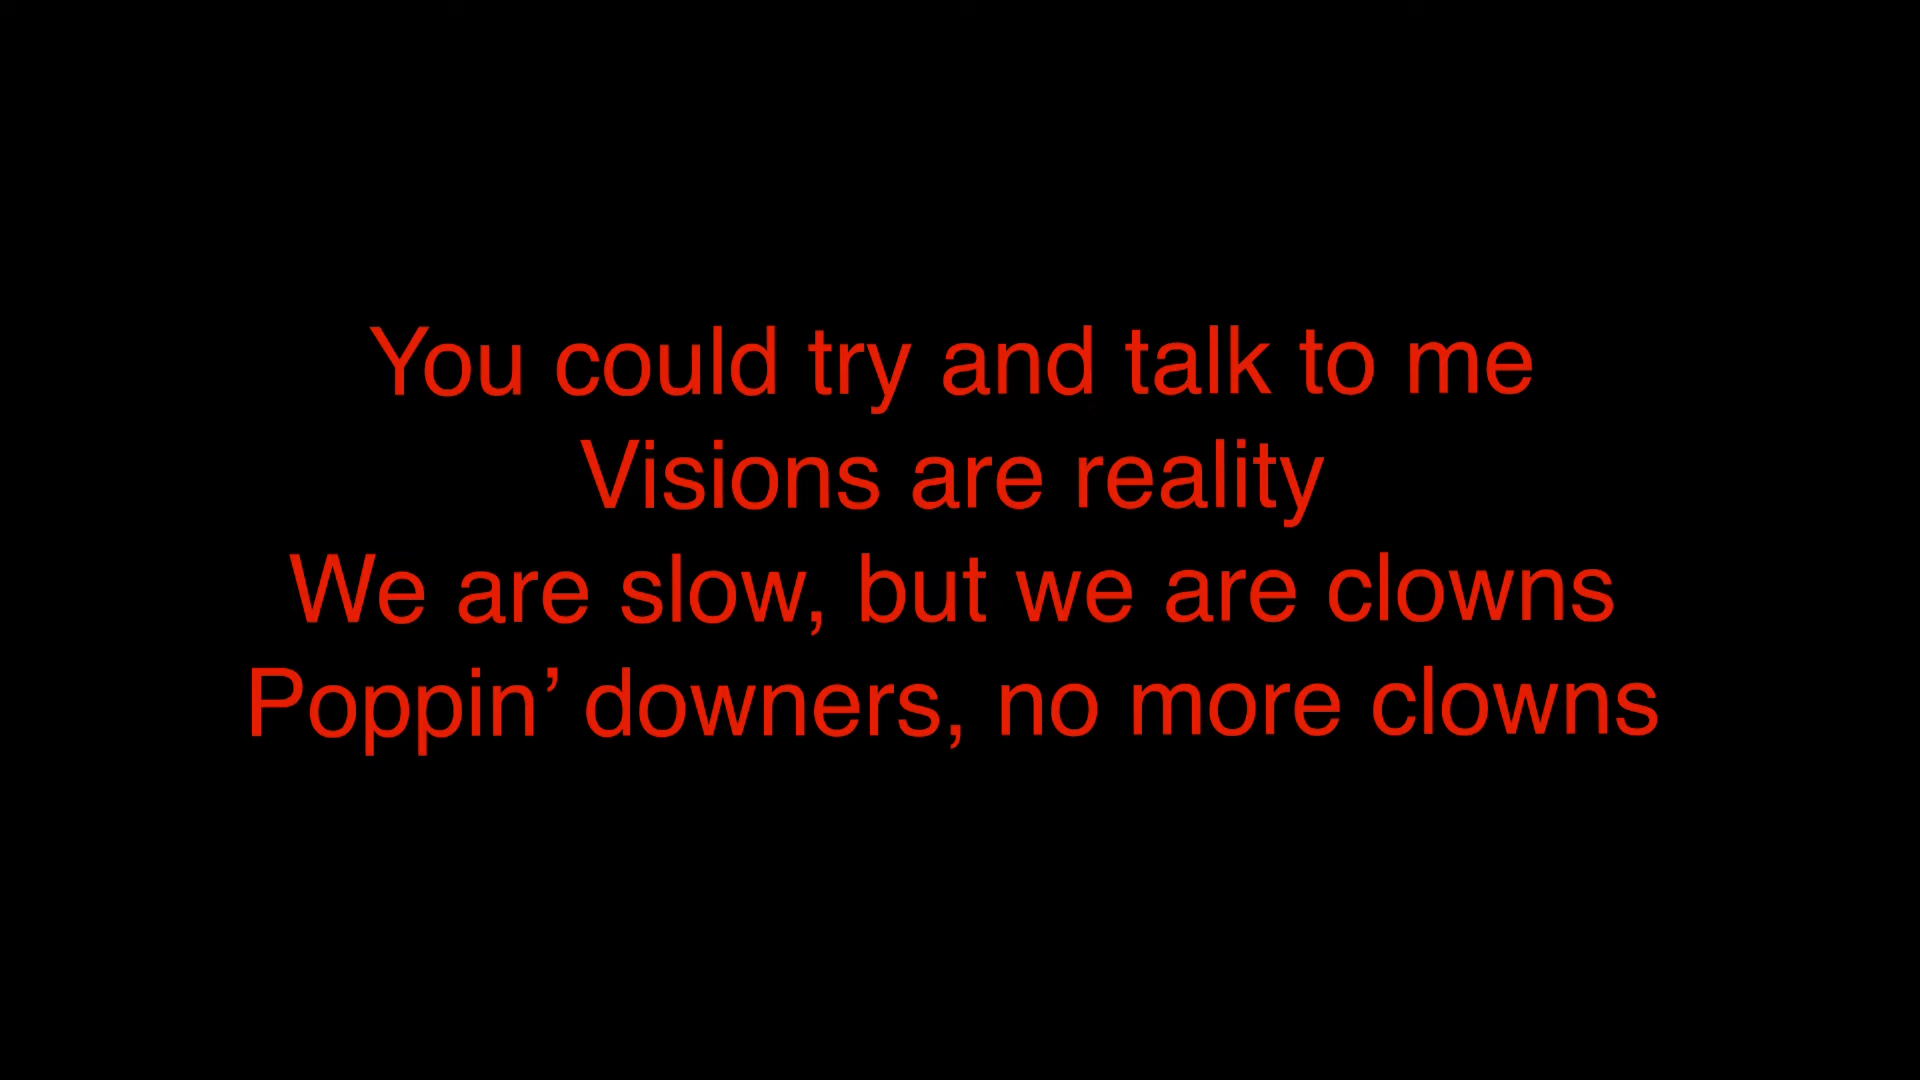 You could try and talk to me
Visions are reality
We are slow, but we are clowns
Poppin’ downers, no more clowns